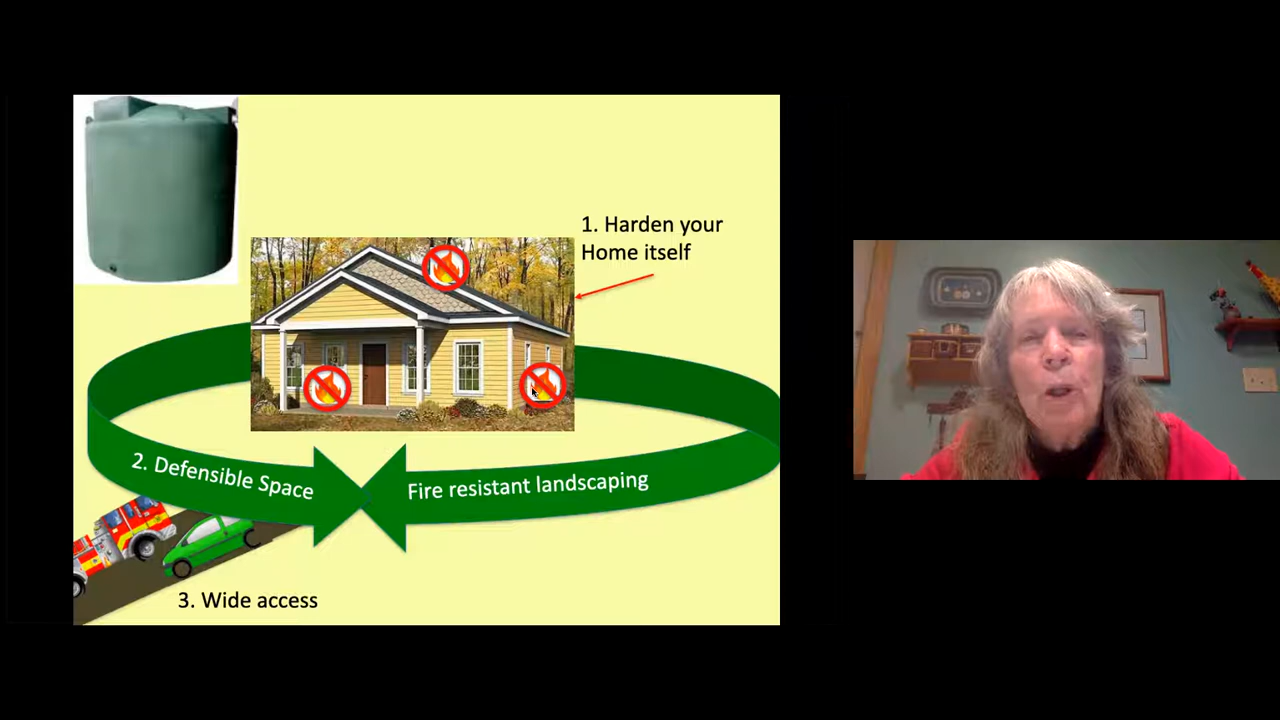 1. Harden your
Home itself
2. Defensible Space
Fire resistant landscaping
3. Wide access